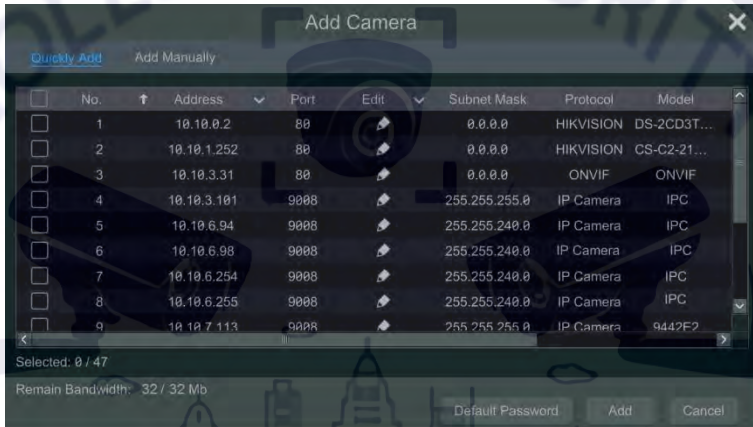 Add Camera
Quickly Add Add Manually
No. Address Port Edit Subnet Mask Protocol Model
1 10.10.0.2 80 0.0.0.0 HIKVISION DS-2CD3T...
2 10.10.1.252 80 0.0.0.0 HIKVISION CS-C2-21...
3 10.10.3.31 80 0.0.0.0 ONVIF ONVIF
4 10.10.3.101 9008 255.255.255.0 IP Camera IPC
5 10.10.6.94 9008 255.255.240.0 IP Camera IPC
6 10.10.6.98 9008 255.255.240.0 IP Camera IPC
7 10.10.6.254 9008 255.255.240.0 IP Camera IPC
8 10.10.6.255 9008 255.255.240.0 IP Camera IPC
9 10.10.7.113 9008 255.255.255.0 IP Camera 9442E2
Selected: 0 / 47
Remain Bandwidth: 32 / 32 Mb
Default Password Add Cancel